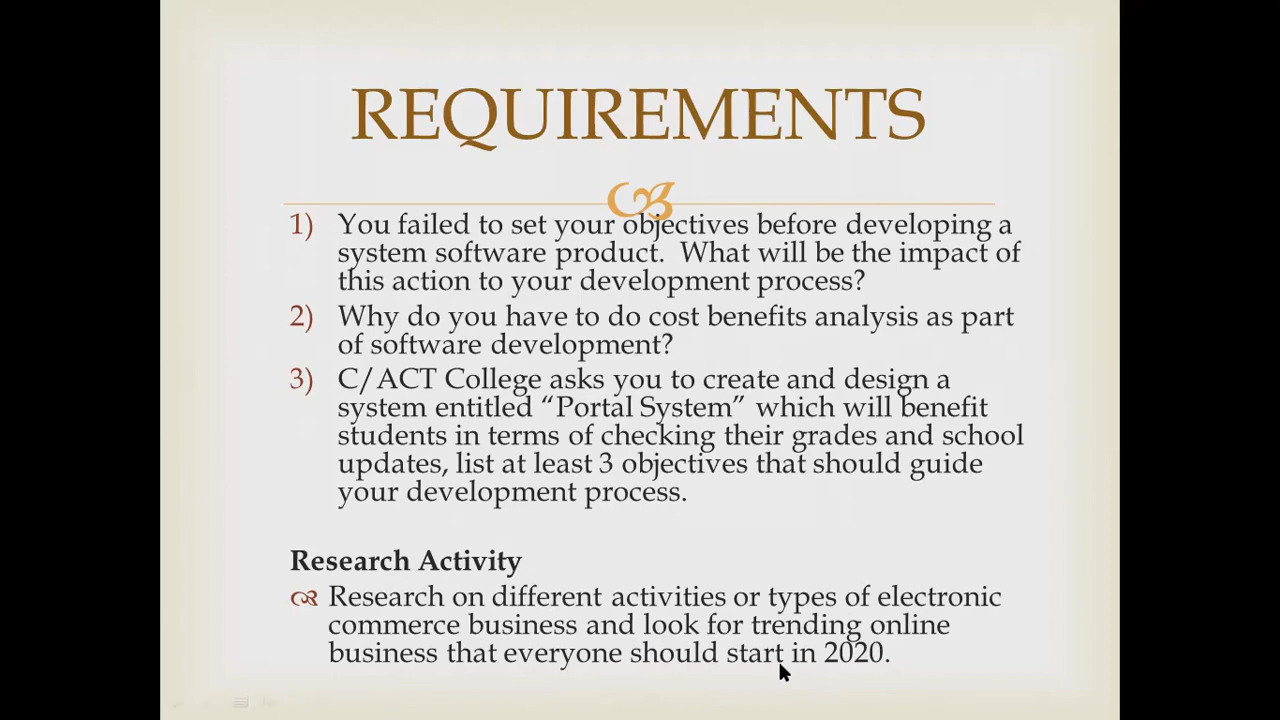 REQUIREMENTS
1) You failed to set your objectives before developing a
system software product.  What will be the impact of
this action to your development process?
2) Why do you have to do cost benefits analysis as part
of software development?
3) C/ACT College asks you to create and design a
system entitled “Portal System” which will benefit
students in terms of checking their grades and school
updates, list at least 3 objectives that should guide
your development process.
Research Activity
Research on different activities or types of electronic
commerce business and look for trending online
business that everyone should start in 2020.